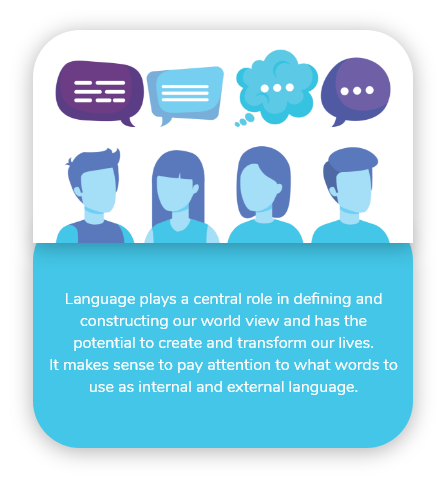 Language plays a central role in defining and
constructing our world view and has the
potential to create and transform our lives.
It makes sense to pay attention to what words to
use as internal and external language.